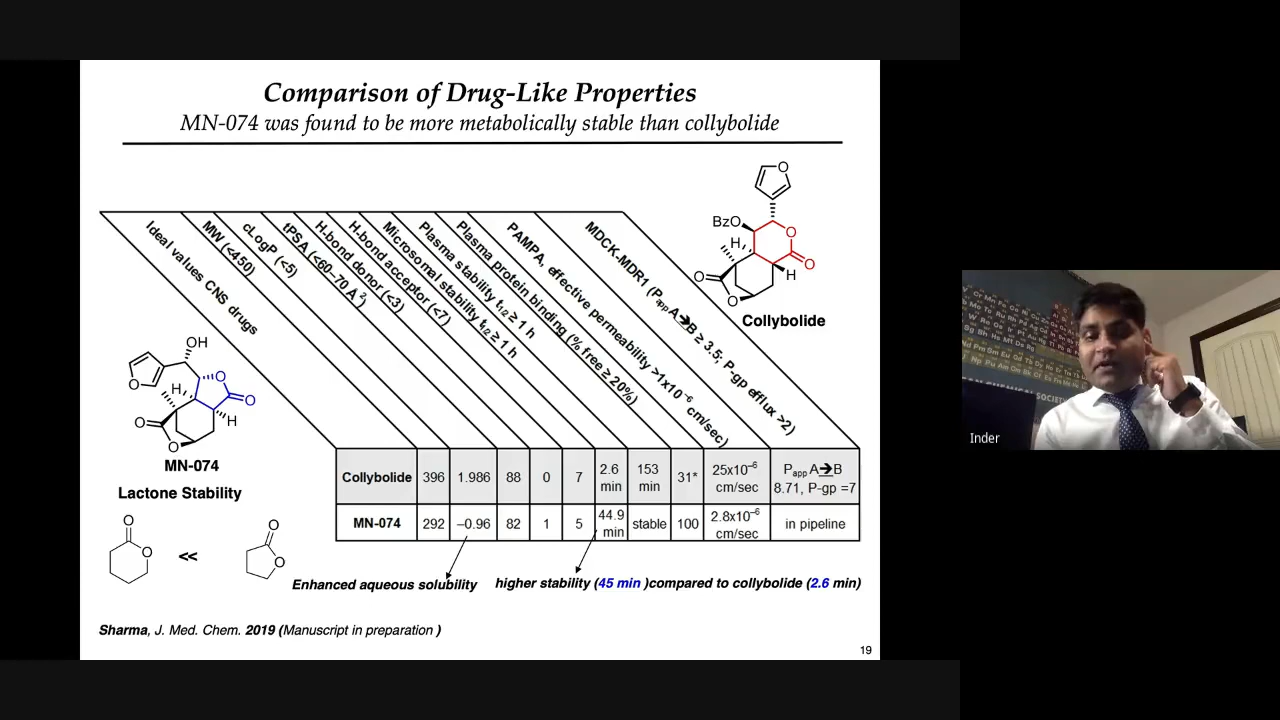 Comparison of Drug-Like Properties
MN-074 was found to be more metabolically stable than collybolide
Ideal values CNS drugs
MW (<450)
cLogP (<5)
tPSA (<60–70 A²)
H-bond donor (<3)
H-bond acceptor (<7)
Microsomal stability t1/2 ≥ 1 h
Plasma stability t1/2 ≥ 1 h
Plasma protein binding (% free ≥ 20%)
PAMPA, effective permeability >1x10⁻⁶ cm/sec)
MDCK-MDR1 (Papp A➔B ≥ 3.5; P-gp efflux >2)
O
BzO
O
H
O
H
O
O
Collybolide
OH
O
H
O
O
H
O
O
MN-074
Lactone Stability
O
O
<<
O
O
Collybolide 396 1.986 88 0 7 2.6 min 153 min 31* 25x10⁻⁶ cm/sec Papp A➔B 8.71, P-gp =7
MN-074 292 –0.96 82 1 5 44.9 min stable 100 2.8x10⁻⁶ cm/sec in pipeline
Enhanced aqueous solubility
higher stability (45 min )compared to collybolide (2.6 min)
Sharma, J. Med. Chem. 2019 (Manuscript in preparation )
19
Inder